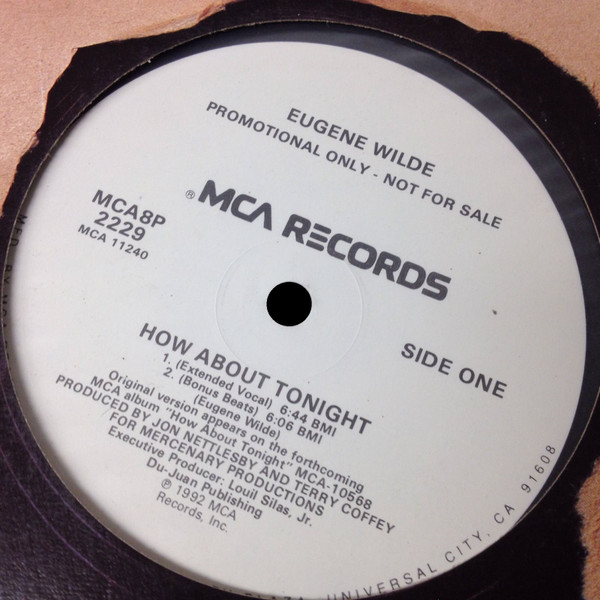 EUGENE WILDE
PROMOTIONAL ONLY - NOT FOR SALE
® MCA RECORDS
MCA8P
2229
MCA 11240
SIDE ONE
HOW ABOUT TONIGHT
1. (Extended Vocal) 6:44 BMI
2. (Bonus Beats) 6:06 BMI
(Eugene Wilde)
Original version appears on the forthcoming
MCA album "How About Tonight" MCA-10568
PRODUCED BY JON NETTLESBY AND TERRY COFFEY
FOR MERCENARY PRODUCTIONS
Executive Producer: Louil Silas, Jr.
Du-Juan Publishing
℗ 1992 MCA
Records, Inc.
MFD. BY
UNIVERSAL CITY, CA 91608